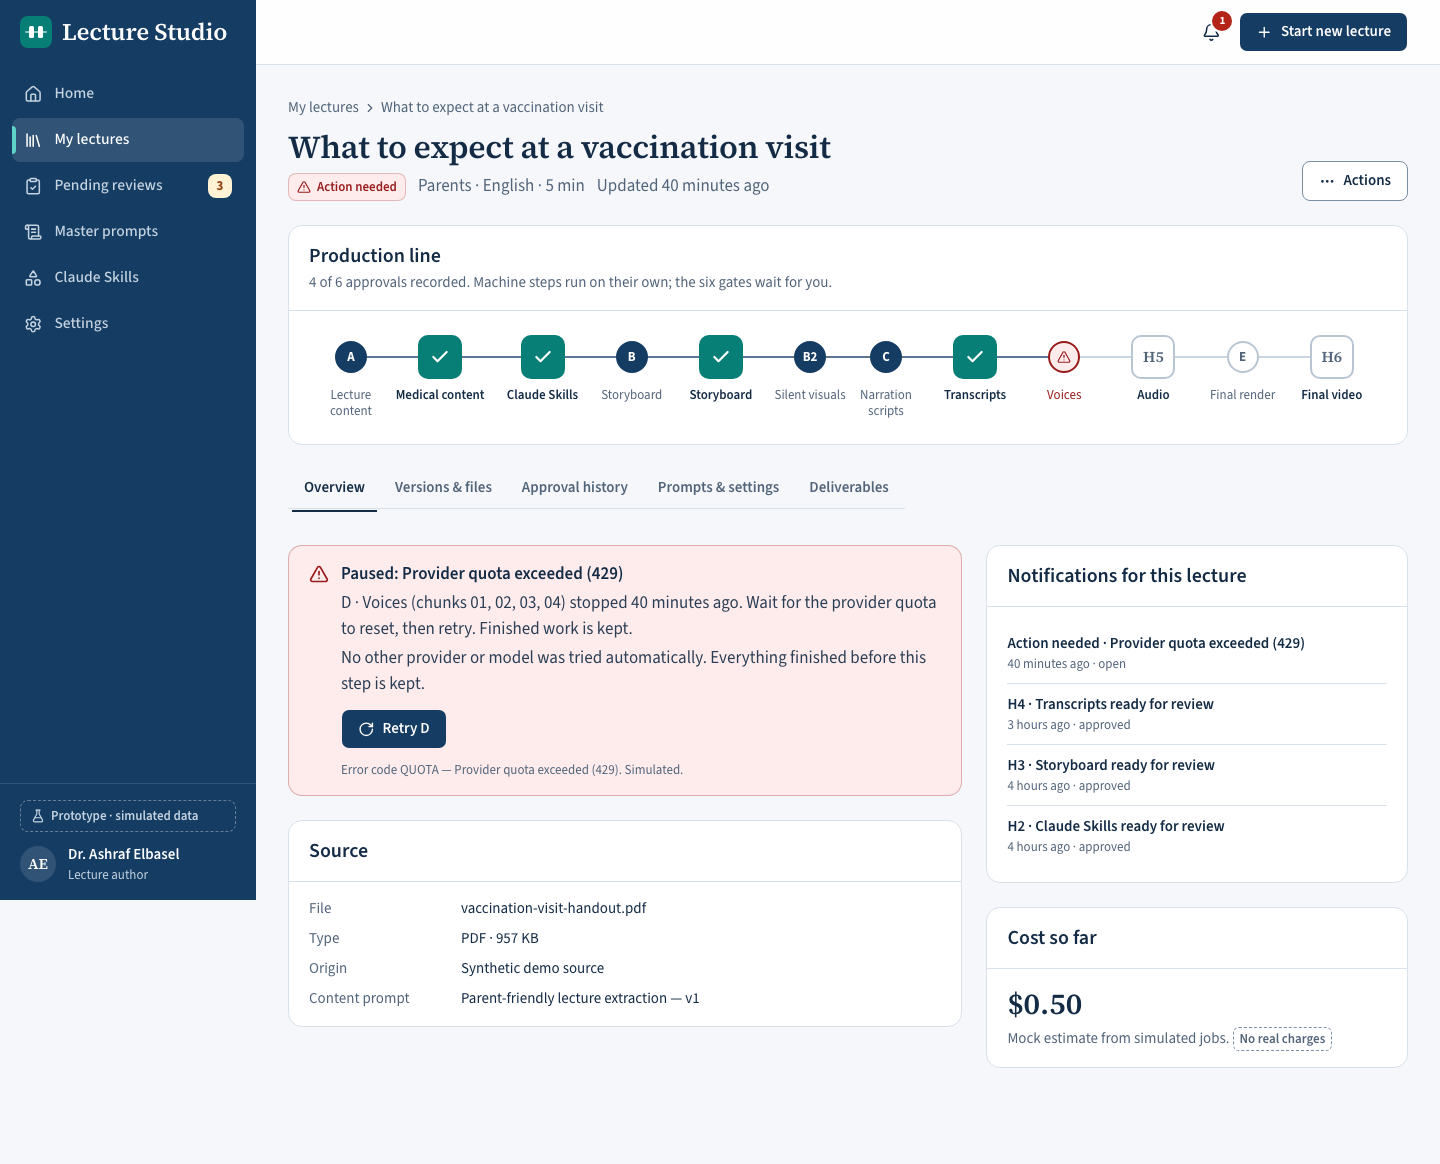 Lecture Studio
Home
My lectures
Pending reviews
3
Master prompts
Claude Skills
Settings
Prototype · simulated data
AE
Dr. Ashraf Elbasel
Lecture author
1
Start new lecture
My lectures > What to expect at a vaccination visit
What to expect at a vaccination visit
Action needed
Parents · English · 5 min
Updated 40 minutes ago
Actions
Production line
4 of 6 approvals recorded. Machine steps run on their own; the six gates wait for you.
A
B
B2
C
H5
E
H6
Lecture content
Medical content
Claude Skills
Storyboard
Storyboard
Silent visuals
Narration scripts
Transcripts
Voices
Audio
Final render
Final video
Overview
Versions & files
Approval history
Prompts & settings
Deliverables
Paused: Provider quota exceeded (429)
D · Voices (chunks 01, 02, 03, 04) stopped 40 minutes ago. Wait for the provider quota
to reset, then retry. Finished work is kept.
No other provider or model was tried automatically. Everything finished before this
step is kept.
Retry D
Error code QUOTA — Provider quota exceeded (429). Simulated.
Source
File
vaccination-visit-handout.pdf
Type
PDF · 957 KB
Origin
Synthetic demo source
Content prompt
Parent-friendly lecture extraction — v1
Notifications for this lecture
Action needed · Provider quota exceeded (429)
40 minutes ago · open
H4 · Transcripts ready for review
3 hours ago · approved
H3 · Storyboard ready for review
4 hours ago · approved
H2 · Claude Skills ready for review
4 hours ago · approved
Cost so far
$0.50
Mock estimate from simulated jobs.
No real charges